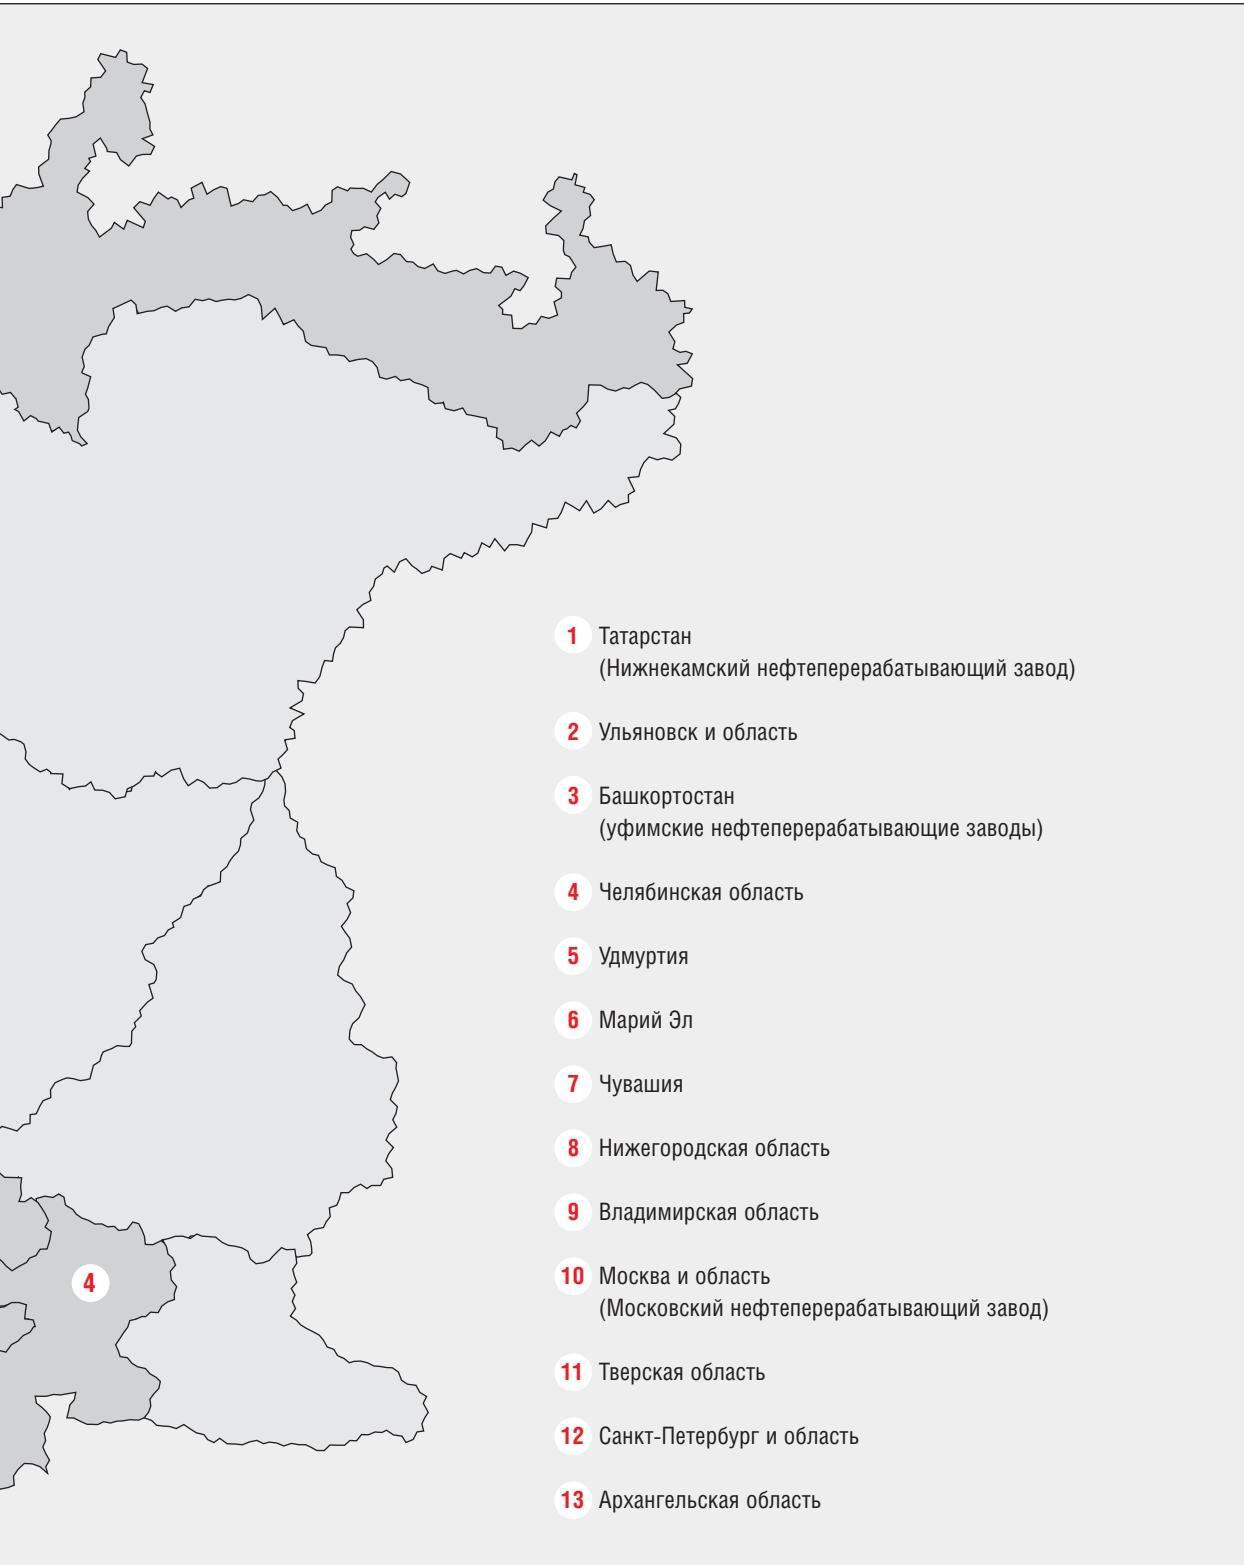 1 Татарстан
(Нижнекамский нефтеперерабатывающий завод)
2 Ульяновск и область
3 Башкортостан
(уфимские нефтеперерабатывающие заводы)
4 Челябинская область
5 Удмуртия
6 Марий Эл
7 Чувашия
8 Нижегородская область
9 Владимирская область
4
10 Москва и область
(Московский нефтеперерабатывающий завод)
11 Тверская область
12 Санкт-Петербург и область
13 Архангельская область